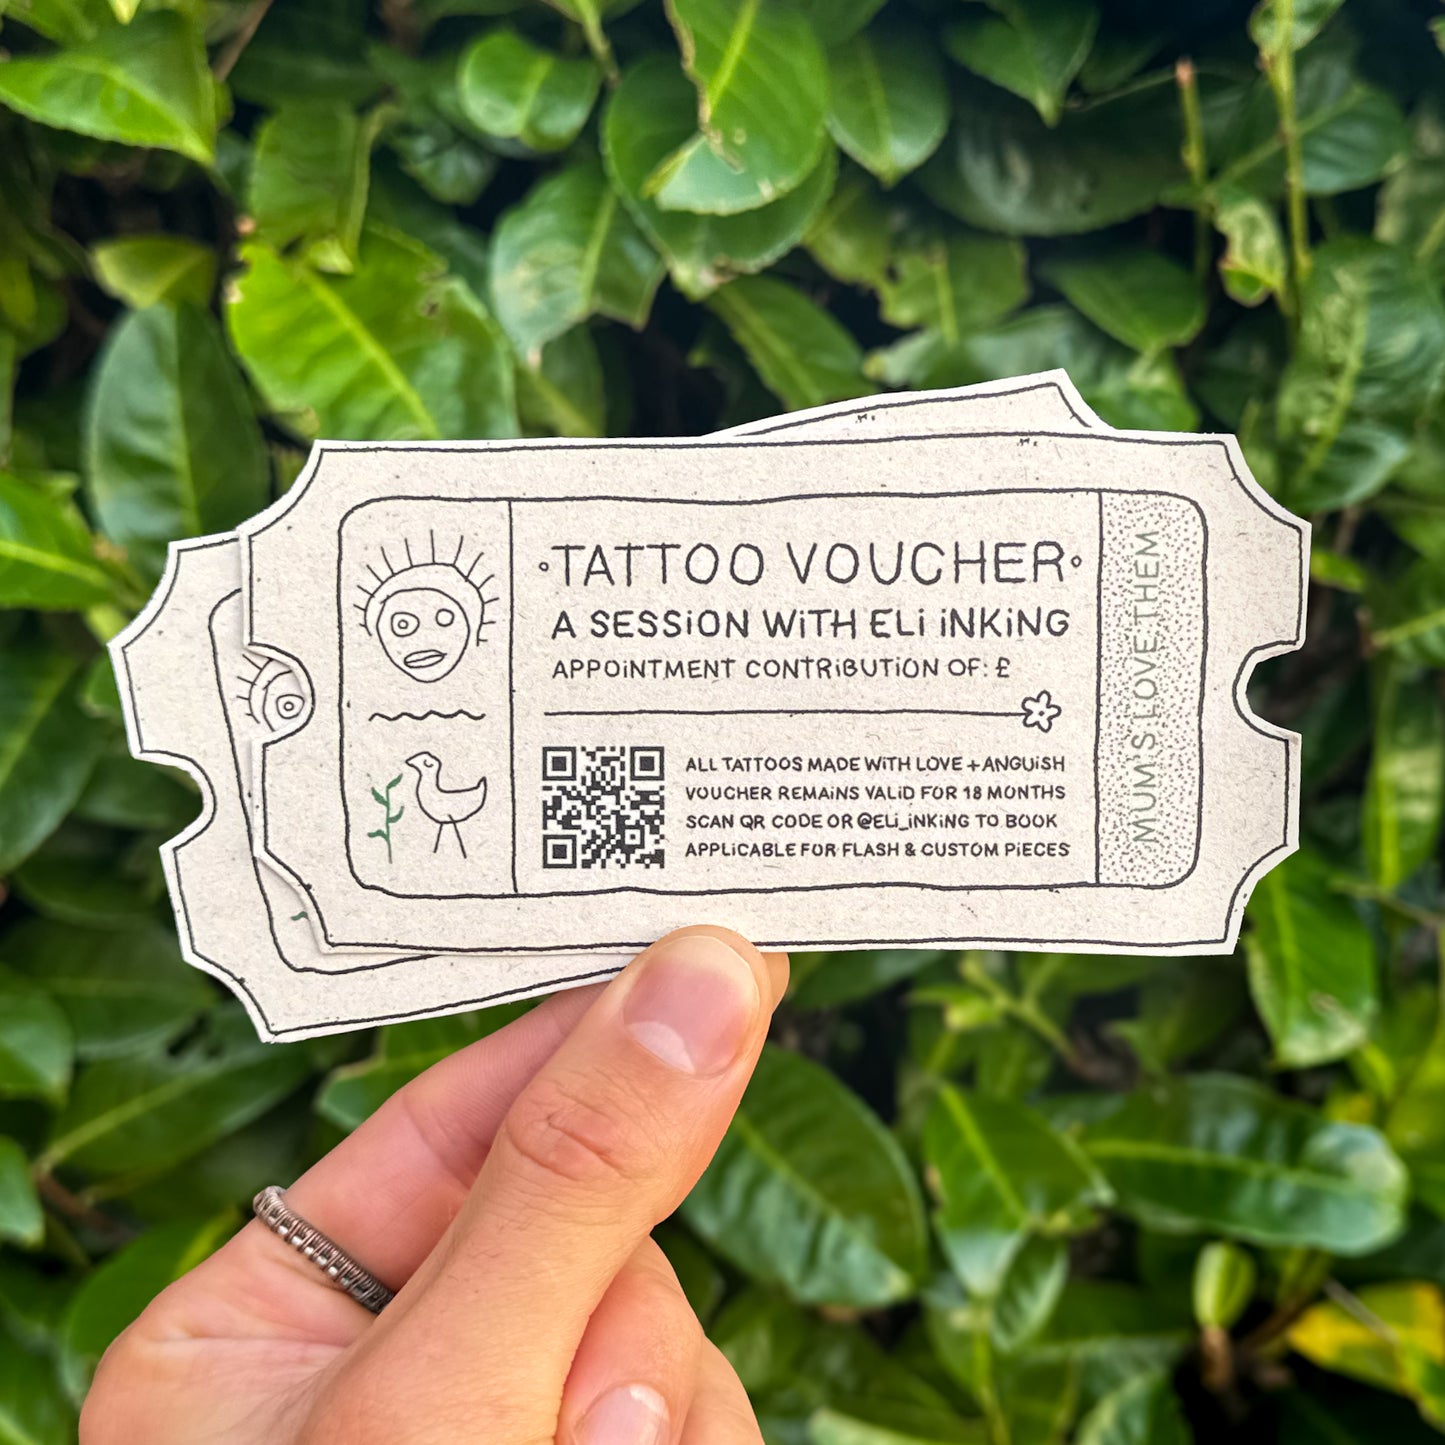 TATTOO VOUCHER
A SESSiON WiTH ELi iNKiNG
APPOiNTMENT CONTRiBUTiON OF: £
ALL TATTOOS MADE WiTH LOVE + ANGUiSH
VOUCHER REMAiNS VALiD FOR 18 MONTHS
SCAN QR CODE OR @ELi_iNKiNG TO BOOK
APPLiCABLE FOR FLASH & CUSTOM PiECES
MUM'S LOVE THEM